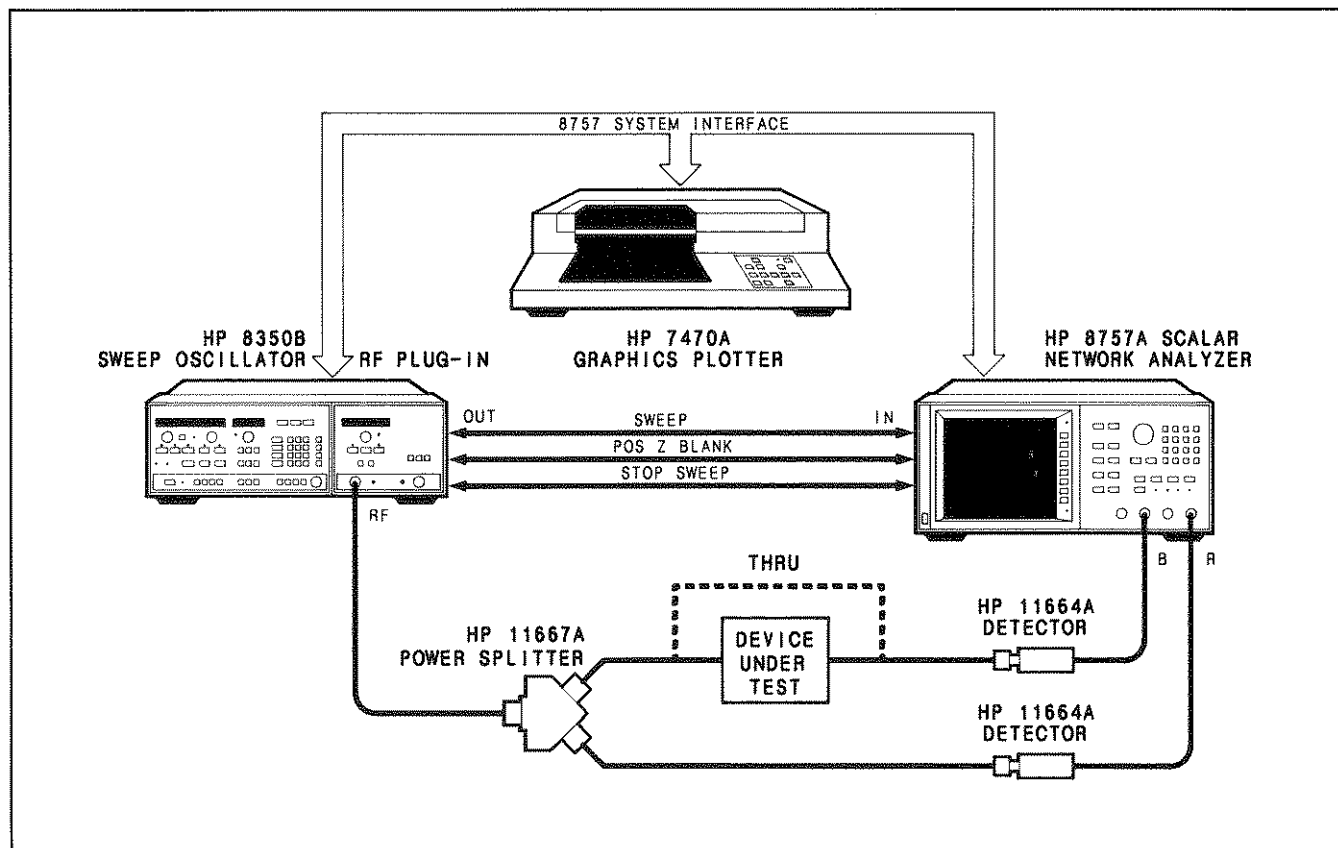 8757 SYSTEM INTERFACE
HP 8350B
SWEEP OSCILLATOR
RF PLUG-IN
HP 7470A
GRAPHICS PLOTTER
HP 8757A SCALAR
NETWORK ANALYZER
OUT
SWEEP
IN
POS Z BLANK
STOP SWEEP
RF
B
R
THRU
HP 11667A
POWER SPLITTER
DEVICE
UNDER
TEST
HP 11664A
DETECTOR
HP 11664A
DETECTOR